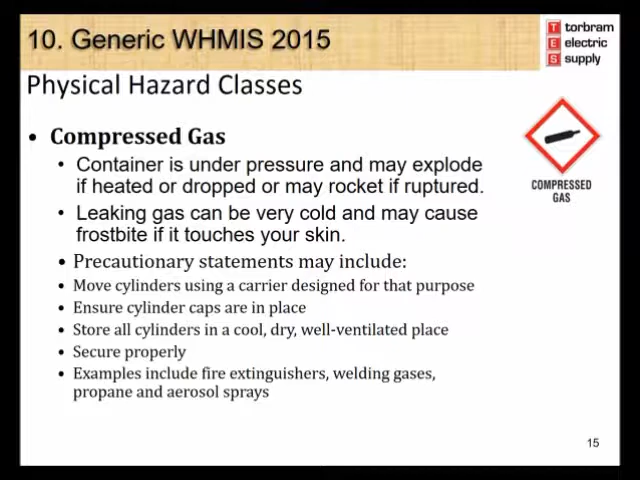 10. Generic WHMIS 2015
T torbram
E electric
S supply
Physical Hazard Classes
• Compressed Gas
• Container is under pressure and may explode
if heated or dropped or may rocket if ruptured.
• Leaking gas can be very cold and may cause
frostbite if it touches your skin.
• Precautionary statements may include:
• Move cylinders using a carrier designed for that purpose
• Ensure cylinder caps are in place
• Store all cylinders in a cool, dry, well-ventilated place
• Secure properly
• Examples include fire extinguishers, welding gases,
propane and aerosol sprays
COMPRESSED
GAS
15